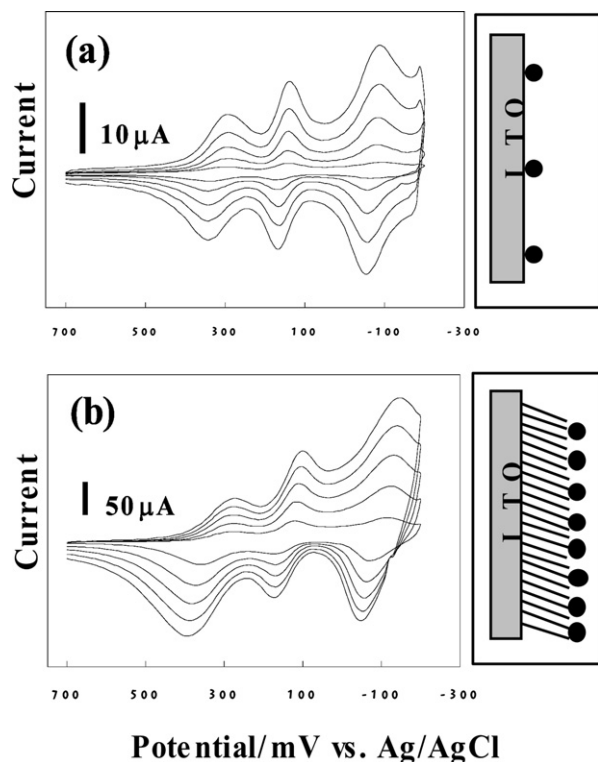 (a)
10 μA
Current
700 500 300 100 -100 -300
I T O
(b)
50 μA
Current
700 500 300 100 -100 -300
I T O
Potential/mV vs. Ag/AgCl